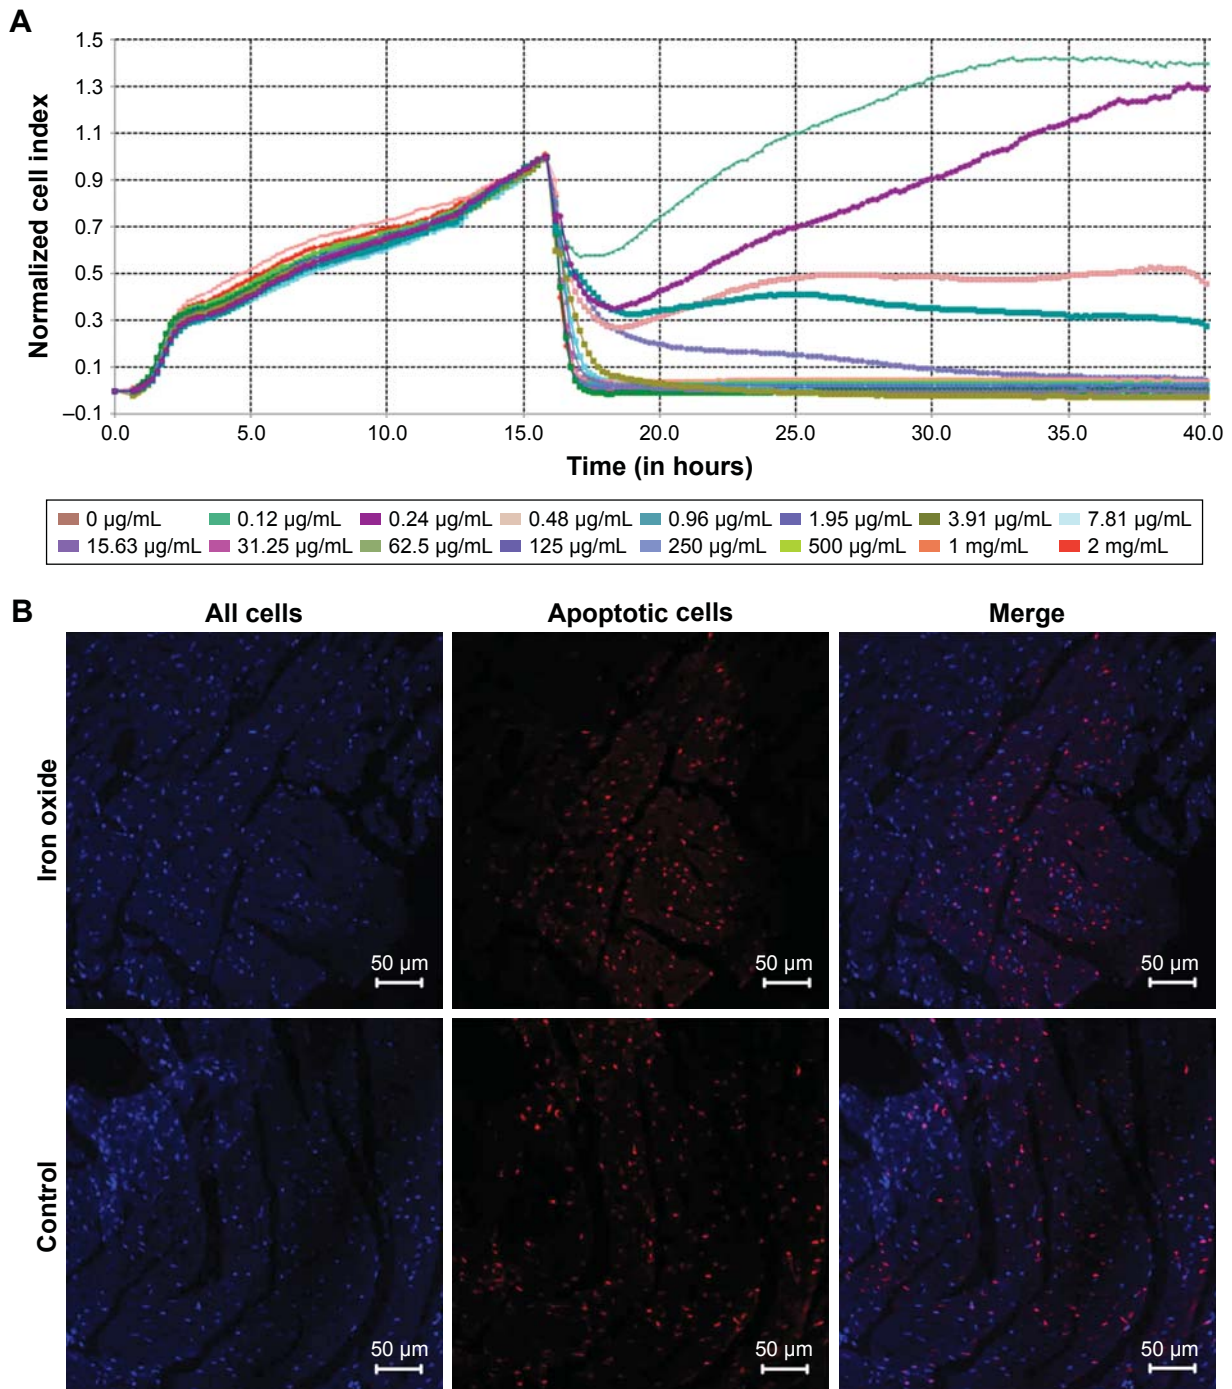 A
Normalized cell index
1.5
1.3
1.1
0.9
0.7
0.5
0.3
0.1
–0.1
0.0 5.0 10.0 15.0 20.0 25.0 30.0 35.0 40.0
Time (in hours)
0 µg/mL 0.12 µg/mL 0.24 µg/mL 0.48 µg/mL 0.96 µg/mL 1.95 µg/mL 3.91 µg/mL 7.81 µg/mL
15.63 µg/mL 31.25 µg/mL 62.5 µg/mL 125 µg/mL 250 µg/mL 500 µg/mL 1 mg/mL 2 mg/mL
B
All cells Apoptotic cells Merge
Iron oxide
50 µm 50 µm 50 µm
Control
50 µm 50 µm 50 µm